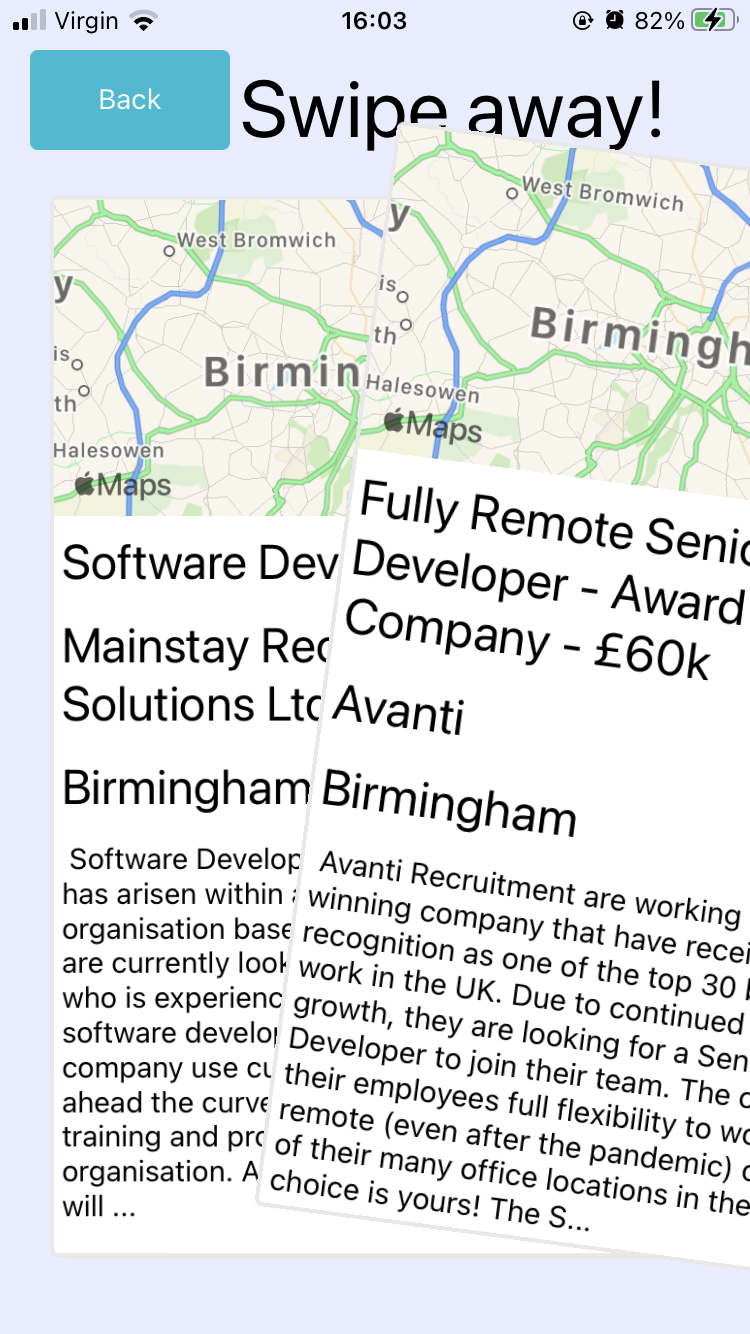 Virgin 16:03 82%
Back
Swipe away!
West Bromwich
y
is
th
Birmin
Halesowen
Maps
Software Dev
Mainstay Rec
Solutions Ltd
Birmingham
Software Develop
has arisen within
organisation base
are currently look
who is experienc
software develop
company use cu
ahead the curve
training and pro
organisation. A
will ...
West Bromwich
y
is
th
Birmingh
Halesowen
Maps
Fully Remote Senio
Developer - Award
Company - £60k
Avanti
Birmingham
Avanti Recruitment are working
winning company that have recei
recognition as one of the top 30 b
work in the UK. Due to continued
growth, they are looking for a Sen
Developer to join their team. The c
their employees full flexibility to wo
remote (even after the pandemic) o
of their many office locations in the
choice is yours! The S...